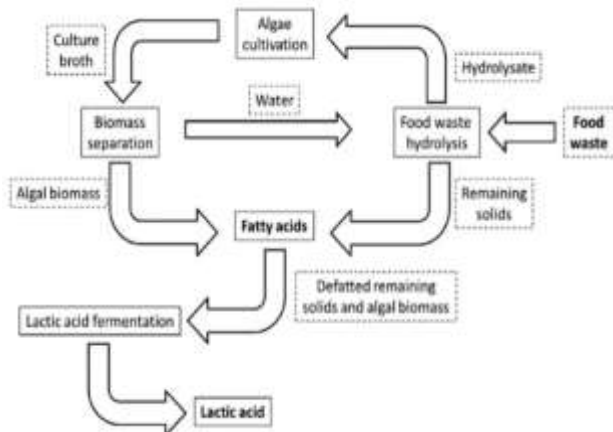 Algae
cultivation
Culture
broth
Hydrolysate
Water
Biomass
separation
Food waste
hydrolysis
Food
waste
Algal biomass
Remaining
solids
Fatty acids
Defatted remaining
solids and algal biomass
Lactic acid fermentation
Lactic acid